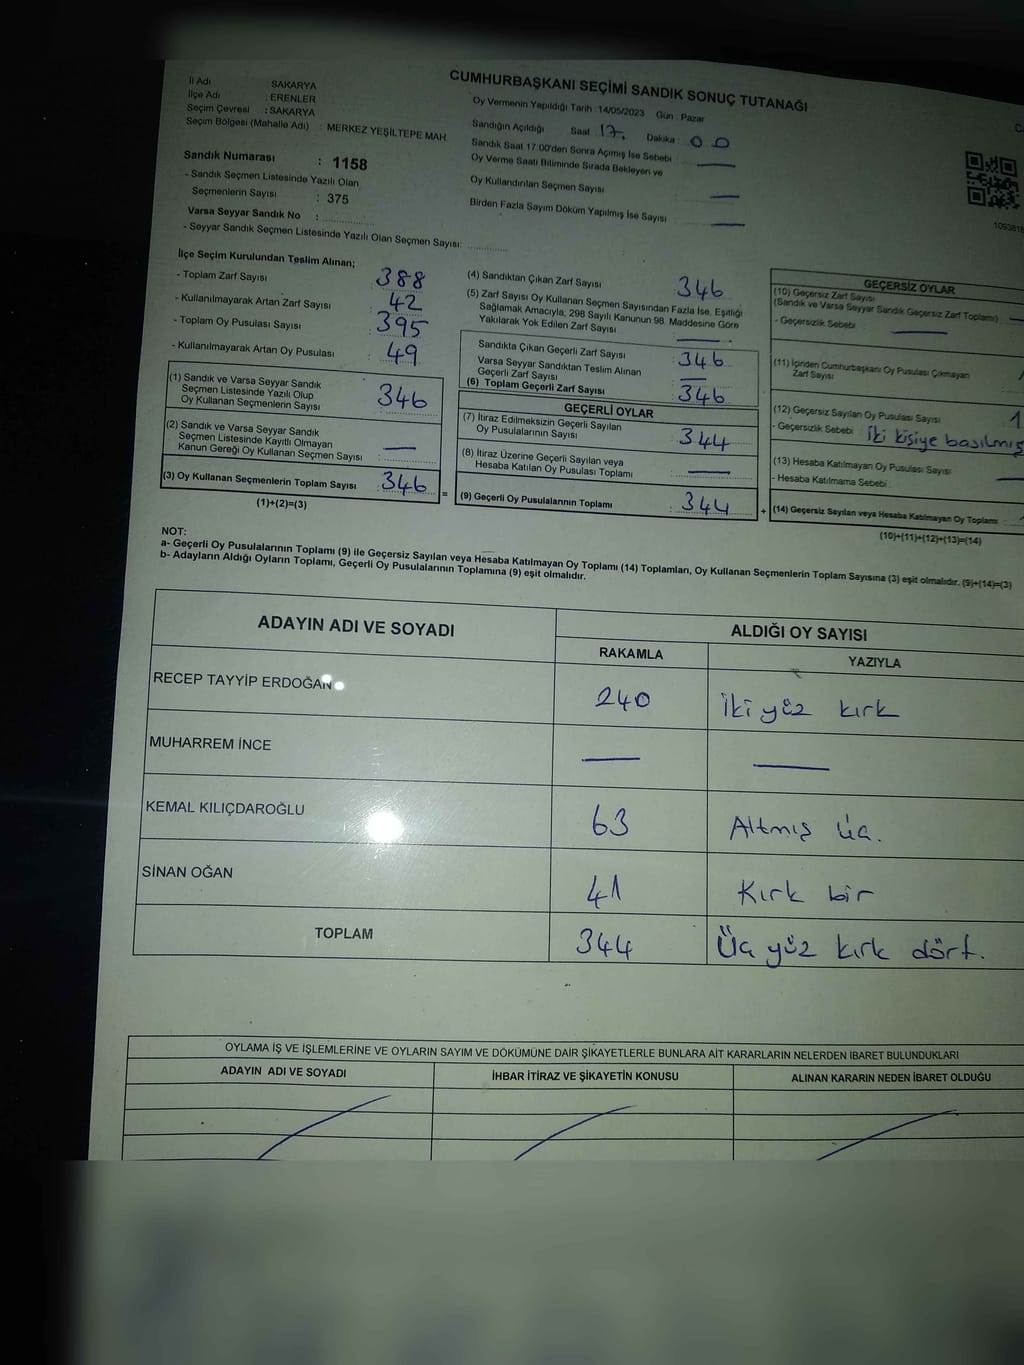 CUMHURBAŞKANI SEÇİMİ SANDIK SONUÇ TUTANAĞI
İl Adı : SAKARYA
İlçe Adı : ERENLER
Seçim Çevresi : SAKARYA
Seçim Bölgesi (Mahalle Adı) : MERKEZ YEŞİLTEPE MAH.
Sandık Numarası : 1158
- Sandık Seçmen Listesinde Yazılı Olan
Seçmenlerin Sayısı : 375
Varsa Seyyar Sandık No :
- Seyyar Sandık Seçmen Listesinde Yazılı Olan Seçmen Sayısı:
Oy Vermenin Yapıldığı Tarih : 14/05/2023 Gün : Pazar
Sandığın Açıldığı Saat 17. Dakika 00
Sandık Saat 17:00'den Sonra Açımış İse Sebebi —
Oy Verme Saati Bitiminde Sırada Bekleyen ve
Oy Kullandırılan Seçmen Sayısı —
Birden Fazla Sayım Döküm Yapılmış İse Sayısı —
İlçe Seçim Kurulundan Teslim Alınan;
- Toplam Zarf Sayısı : 388
- Kullanılmayarak Artan Zarf Sayısı : 42
- Toplam Oy Pusulası Sayısı : 395
- Kullanılmayarak Artan Oy Pusulası : 49
(1) Sandık ve Varsa Seyyar Sandık
Seçmen Listesinde Yazılı Olup
Oy Kullanan Seçmenlerin Sayısı : 346
(2) Sandık ve Varsa Seyyar Sandık
Seçmen Listesinde Kayıtlı Olmayan
Kanun Gereği Oy Kullanan Seçmen Sayısı : —
(3) Oy Kullanan Seçmenlerin Toplam Sayısı : 346
(1)+(2)=(3)
=
(4) Sandıktan Çıkan Zarf Sayısı 346
(5) Zarf Sayısı Oy Kullanan Seçmen Sayısından Fazla İse, Eşitliği
Sağlamak Amacıyla; 298 Sayılı Kanunun 98. Maddesine Göre
Yakılarak Yok Edilen Zarf Sayısı —
Sandıkta Çıkan Geçerli Zarf Sayısı 346
Varsa Seyyar Sandıktan Teslim Alınan
Geçerli Zarf Sayısı —
(6) Toplam Geçerli Zarf Sayısı 346
GEÇERLİ OYLAR
(7) İtiraz Edilmeksizin Geçerli Sayılan
Oy Pusulalarının Sayısı : 344
(8) İtiraz Üzerine Geçerli Sayılan veya
Hesaba Katılan Oy Pusulası Toplamı : —
(9) Geçerli Oy Pusulalarının Toplamı : 344
+
1093818
GEÇERSİZ OYLAR
(10) Geçersiz Zarf Sayısı
(Sandık ve Varsa Seyyar Sandık Geçersiz Zarf Toplamı) : —
- Geçersizlik Sebebi : —
(11) İçinden Cumhurbaşkanı Oy Pusulası Çıkmayan
Zarf Sayısı
(12) Geçersiz Sayılan Oy Pusulası Sayısı : 1
- Geçersizlik Sebebi : İki kişiye basılmış
(13) Hesaba Katılmayan Oy Pusulası Sayısı —
- Hesaba Katılmama Sebebi :
(14) Geçersiz Sayılan veya Hesaba Katılmayan Oy Toplamı :
(10)+(11)+(12)+(13)=(14)
NOT:
a- Geçerli Oy Pusulalarının Toplamı (9) ile Geçersiz Sayılan veya Hesaba Katılmayan Oy Toplamı (14) Toplamları, Oy Kullanan Seçmenlerin Toplam Sayısına (3) eşit olmalıdır. (9)+(14)=(3)
b- Adayların Aldığı Oyların Toplamı, Geçerli Oy Pusulalarının Toplamına (9) eşit olmalıdır.
ADAYIN ADI VE SOYADI ALDIĞI OY SAYISI
RAKAMLA YAZIYLA
RECEP TAYYİP ERDOĞAN 240 İki yüz kırk
MUHARREM İNCE — —
KEMAL KILIÇDAROĞLU 63 Altmış üç.
SİNAN OĞAN 41 Kırk bir
TOPLAM 344 Üç yüz kırk dört.
OYLAMA İŞ VE İŞLEMLERİNE VE OYLARIN SAYIM VE DÖKÜMÜNE DAİR ŞİKAYETLERLE BUNLARA AİT KARARLARIN NELERDEN İBARET BULUNDUKLARI
ADAYIN ADI VE SOYADI İHBAR İTİRAZ VE ŞİKAYETİN KONUSU ALINAN KARARIN NEDEN İBARET OLDUĞU